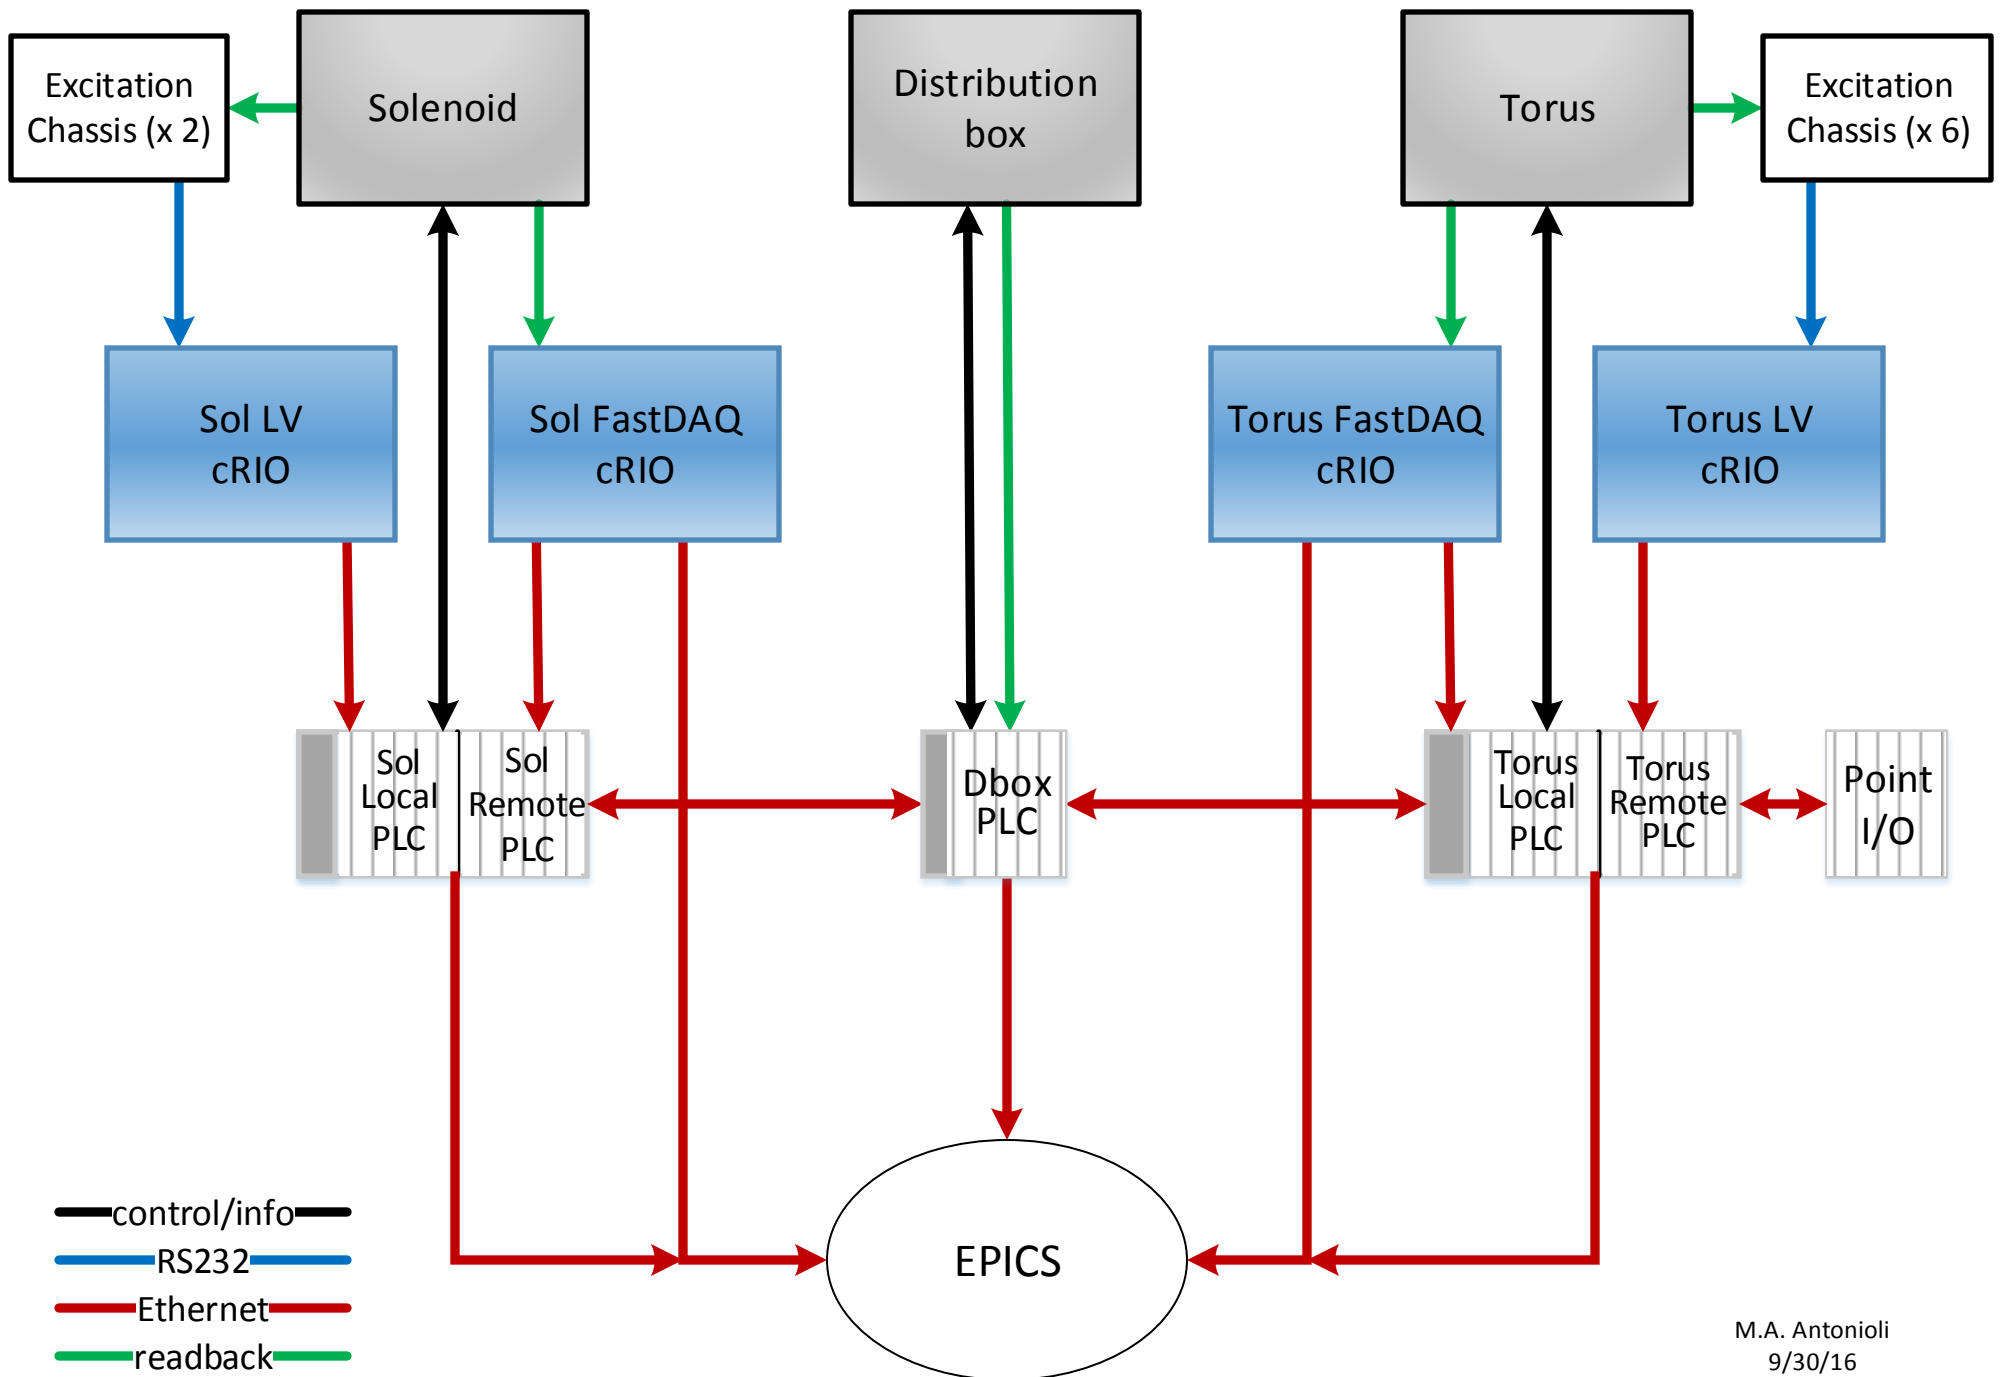 Excitation
Chassis (x 2)
Solenoid
Distribution
box
Torus
Excitation
Chassis (x 6)
Sol LV
cRIO
Sol FastDAQ
cRIO
Torus FastDAQ
cRIO
Torus LV
cRIO
Sol
Local
PLC
Sol
Remote
PLC
Dbox
PLC
Torus
Local
PLC
Torus
Remote
PLC
Point
I/O
EPICS
control/info
RS232
Ethernet
readback
M.A. Antonioli
9/30/16